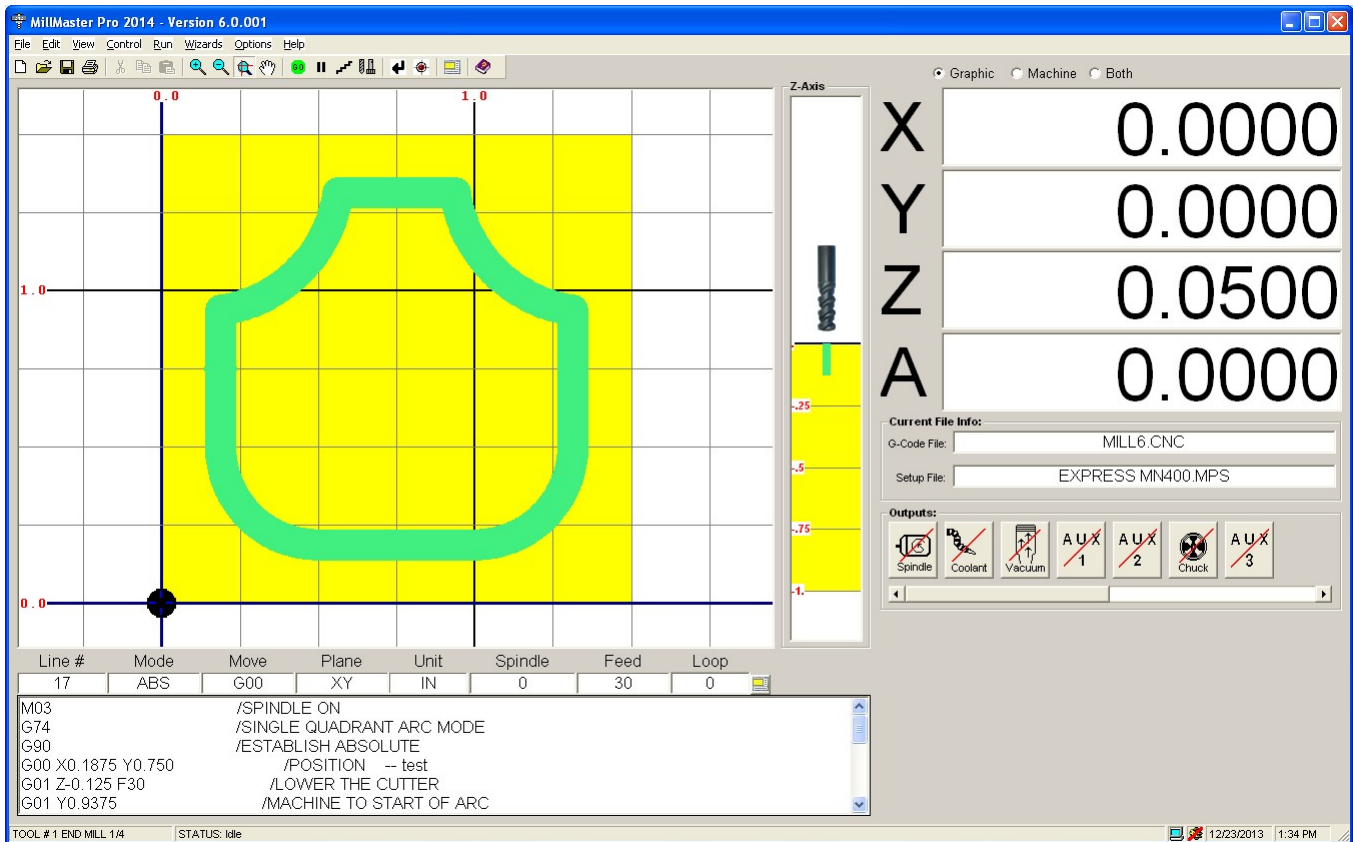 MillMaster Pro 2014 - Version 6.0.001
File Edit View Control Run Wizards Options Help
GO
Graphic Machine Both
0.0 1.0
1.0
0.0
Z-Axis
-.25
-.5
-.75
-1.
X 0.0000
Y 0.0000
Z 0.0500
A 0.0000
Current File Info:
G-Code File: MILL6.CNC
Setup File: EXPRESS MN400.MPS
Outputs:
Spindle Coolant Vacuum AUX 1 AUX 2 Chuck AUX 3
Line # Mode Move Plane Unit Spindle Feed Loop
17 ABS G00 XY IN 0 30 0
M03 /SPINDLE ON
G74 /SINGLE QUADRANT ARC MODE
G90 /ESTABLISH ABSOLUTE
G00 X0.1875 Y0.750 /POSITION -- test
G01 Z-0.125 F30 /LOWER THE CUTTER
G01 Y0.9375 /MACHINE TO START OF ARC
TOOL # 1 END MILL 1/4 STATUS: Idle 12/23/2013 1:34 PM